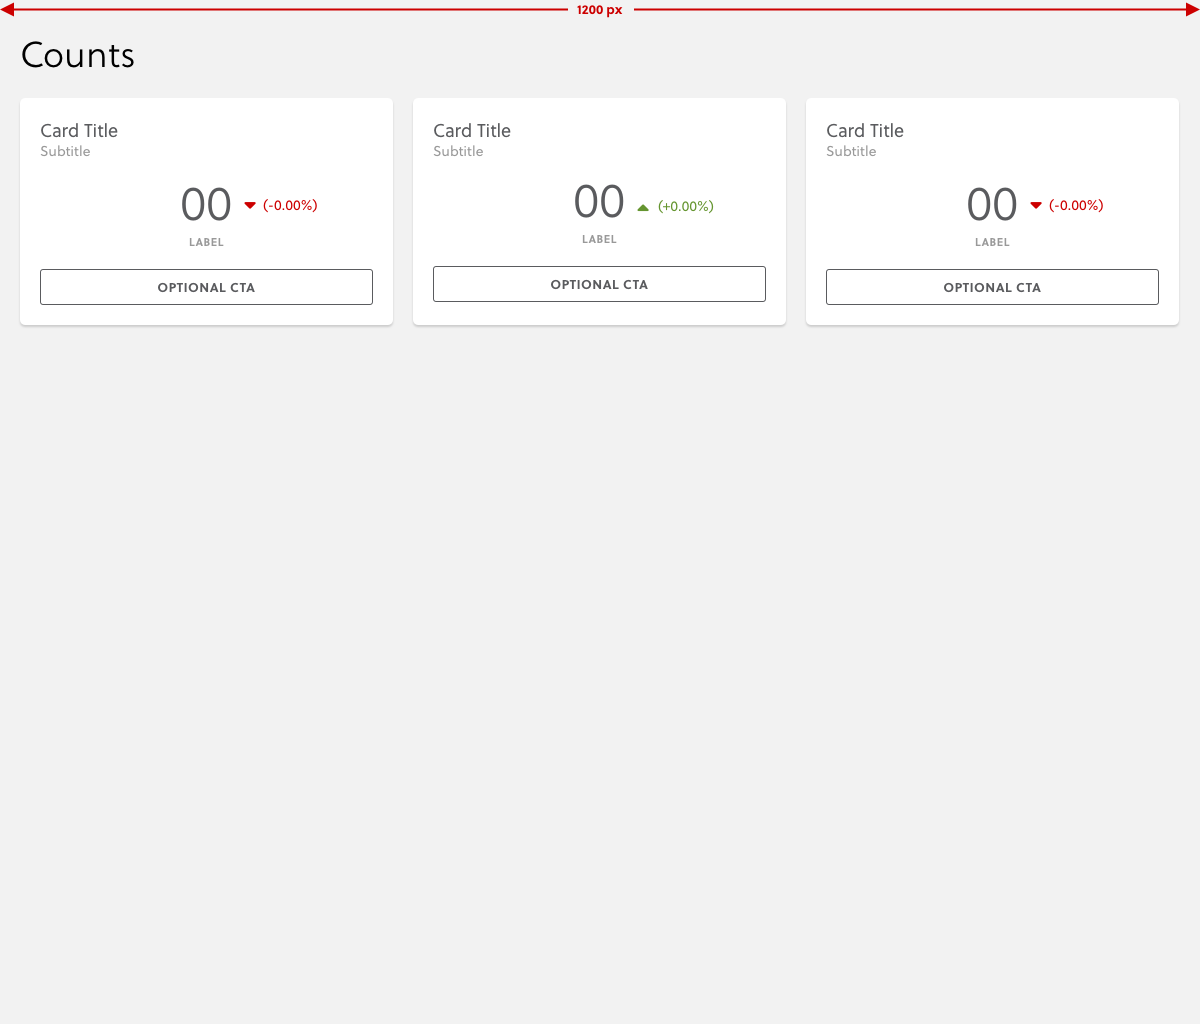 1200 px
Counts
Card Title
Subtitle
00 (-0.00%)
LABEL
OPTIONAL CTA
Card Title
Subtitle
00 (+0.00%)
LABEL
OPTIONAL CTA
Card Title
Subtitle
00 (-0.00%)
LABEL
OPTIONAL CTA